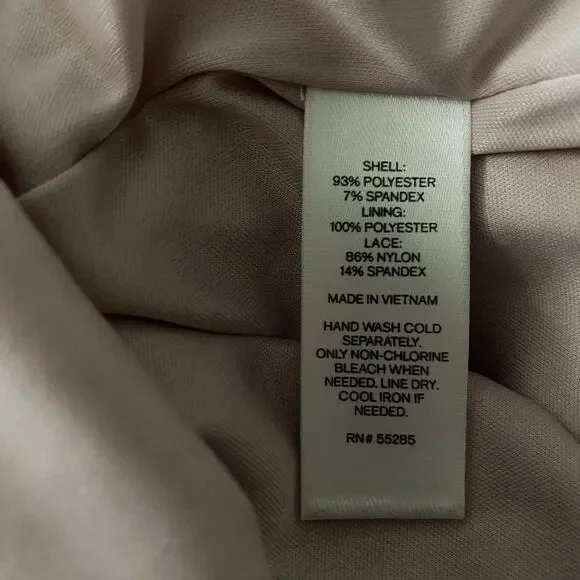 SHELL:
93% POLYESTER
7% SPANDEX
LINING:
100% POLYESTER
LACE:
86% NYLON
14% SPANDEX
MADE IN VIETNAM
HAND WASH COLD
SEPARATELY.
ONLY NON-CHLORINE
BLEACH WHEN
NEEDED. LINE DRY.
COOL IRON IF
NEEDED.
RN# 55285